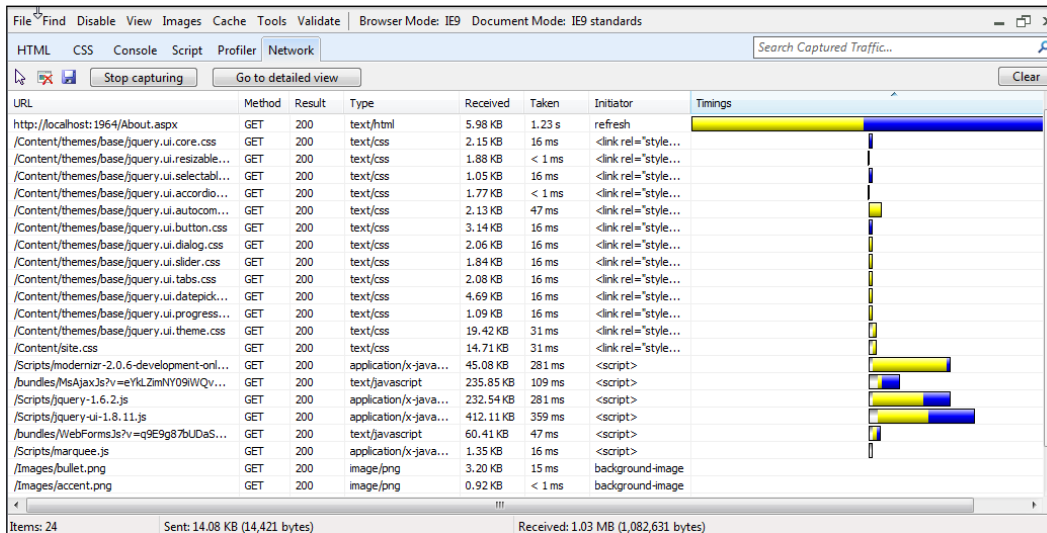 File Find Disable View Images Cache Tools Validate Browser Mode: IE9 Document Mode: IE9 standards
HTML CSS Console Script Profiler Network Search Captured Traffic...
Stop capturing Go to detailed view Clear
URL Method Result Type Received Taken Initiator Timings
http://localhost:1964/About.aspx GET 200 text/html 5.98 KB 1.23 s refresh
/Content/themes/base/jquery.ui.core.css GET 200 text/css 2.15 KB 16 ms <link rel="style...
/Content/themes/base/jquery.ui.resizable... GET 200 text/css 1.88 KB < 1 ms <link rel="style...
/Content/themes/base/jquery.ui.selectabl... GET 200 text/css 1.05 KB 16 ms <link rel="style...
/Content/themes/base/jquery.ui.accordio... GET 200 text/css 1.77 KB < 1 ms <link rel="style...
/Content/themes/base/jquery.ui.autocom... GET 200 text/css 2.13 KB 47 ms <link rel="style...
/Content/themes/base/jquery.ui.button.css GET 200 text/css 3.14 KB 16 ms <link rel="style...
/Content/themes/base/jquery.ui.dialog.css GET 200 text/css 2.06 KB 16 ms <link rel="style...
/Content/themes/base/jquery.ui.slider.css GET 200 text/css 1.84 KB 16 ms <link rel="style...
/Content/themes/base/jquery.ui.tabs.css GET 200 text/css 2.08 KB 16 ms <link rel="style...
/Content/themes/base/jquery.ui.datepick... GET 200 text/css 4.69 KB 16 ms <link rel="style...
/Content/themes/base/jquery.ui.progress... GET 200 text/css 1.09 KB 16 ms <link rel="style...
/Content/themes/base/jquery.ui.theme.css GET 200 text/css 19.42 KB 31 ms <link rel="style...
/Content/site.css GET 200 text/css 14.71 KB 31 ms <link rel="style...
/Scripts/modernizr-2.0.6-development-onl... GET 200 application/x-java... 45.08 KB 281 ms <script>
/bundles/MsAjaxJs?v=eYkLZimNY09iWQv... GET 200 text/javascript 235.85 KB 109 ms <script>
/Scripts/jquery-1.6.2.js GET 200 application/x-java... 232.54 KB 281 ms <script>
/Scripts/jquery-ui-1.8.11.js GET 200 application/x-java... 412.11 KB 359 ms <script>
/bundles/WebFormsJs?v=q9E9g87bUDaS... GET 200 text/javascript 60.41 KB 47 ms <script>
/Scripts/marquee.js GET 200 application/x-java... 1.35 KB 16 ms <script>
/Images/bullet.png GET 200 image/png 3.20 KB 15 ms background-image
/Images/accent.png GET 200 image/png 0.92 KB < 1 ms background-image
Items: 24 Sent: 14.08 KB (14,421 bytes) Received: 1.03 MB (1,082,631 bytes)